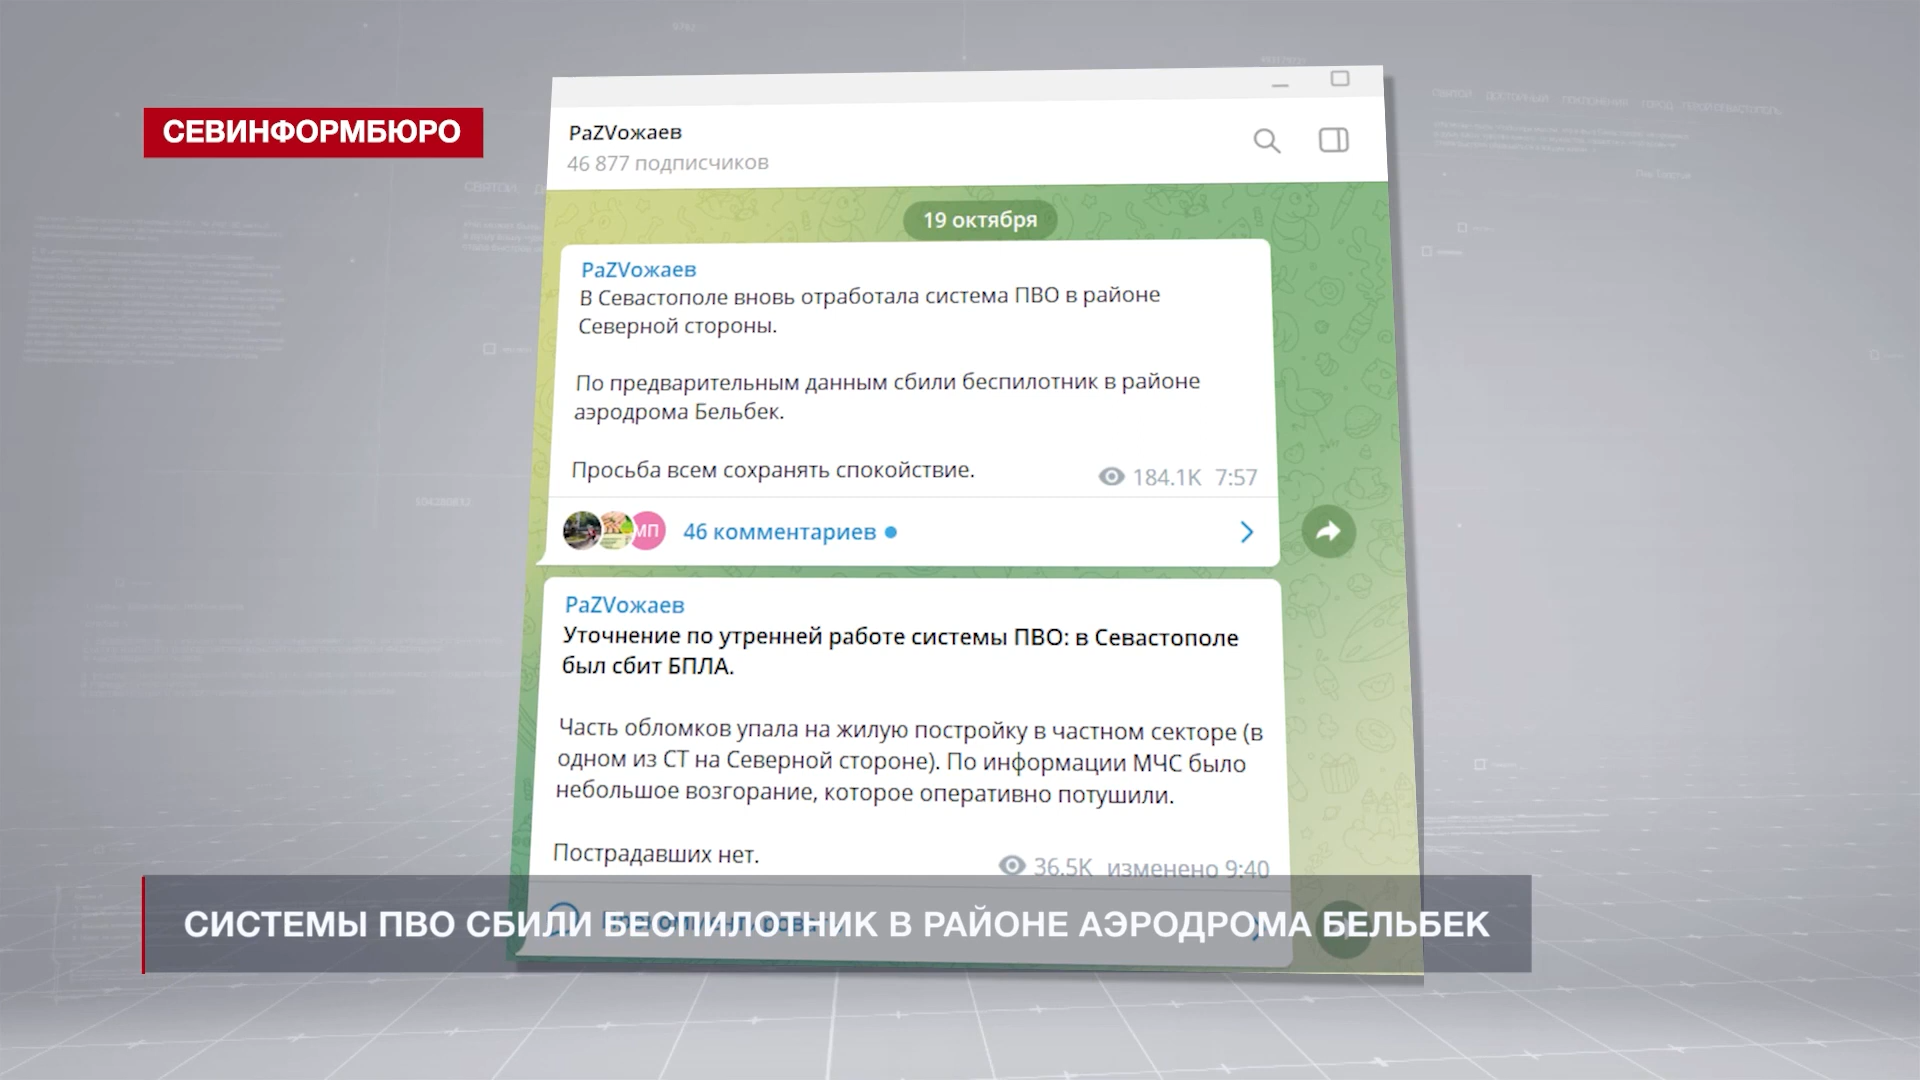 СЕВИНФОРМБЮРО
РаZVожаев
46 877 подписчиков
19 октября
РаZVожаев
В Севастополе вновь отработала система ПВО в районе
Северной стороны.
По предварительным данным сбили беспилотник в районе
аэродрома Бельбек.
Просьба всем сохранять спокойствие.
184.1K 7:57
МП
46 комментариев
РаZVожаев
Уточнение по утренней работе системы ПВО: в Севастополе
был сбит БПЛА.
Часть обломков упала на жилую постройку в частном секторе (в
одном из СТ на Северной стороне). По информации МЧС было
небольшое возгорание, которое оперативно потушили.
Пострадавших нет.
36.5K изменено 9:40
СИСТЕМЫ ПВО СБИЛИ БЕСПИЛОТНИК В РАЙОНЕ АЭРОДРОМА БЕЛЬБЕК